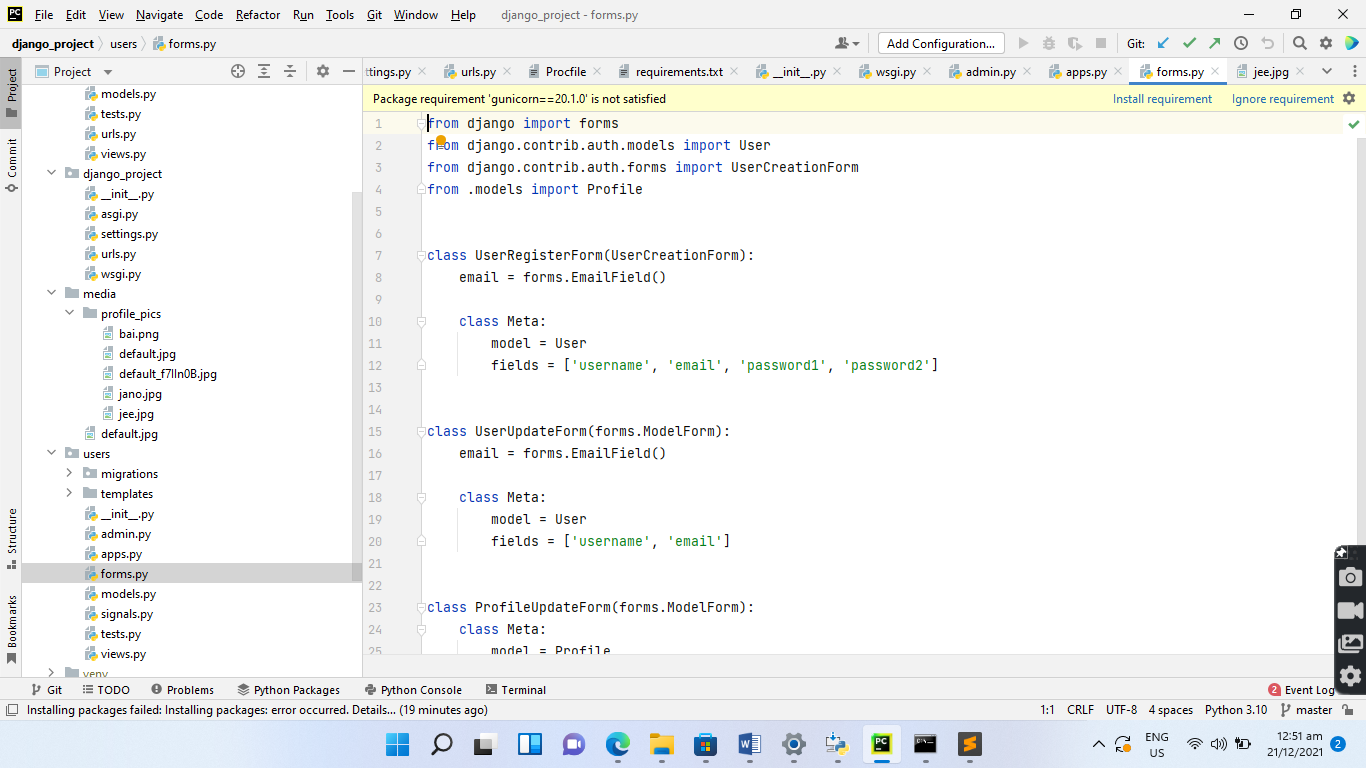 File Edit View Navigate Code Refactor Run Tools Git Window Help django_project - forms.py
django_project users forms.py Add Configuration... Git:
Project
ttings.py urls.py Procfile requirements.txt __init__.py wsgi.py admin.py apps.py forms.py jee.jpg
Package requirement 'gunicorn==20.1.0' is not satisfied Install requirement Ignore requirement
Project
Commit
Structure
Bookmarks
models.py
tests.py
urls.py
views.py
django_project
__init__.py
asgi.py
settings.py
urls.py
wsgi.py
media
profile_pics
bai.png
default.jpg
default_f7lIn0B.jpg
jano.jpg
jee.jpg
default.jpg
users
migrations
templates
__init__.py
admin.py
apps.py
forms.py
models.py
signals.py
tests.py
views.py
venv
1 from django import forms
2 from django.contrib.auth.models import User
3 from django.contrib.auth.forms import UserCreationForm
4 from .models import Profile
5
6
7 class UserRegisterForm(UserCreationForm):
8 email = forms.EmailField()
9
10 class Meta:
11 model = User
12 fields = ['username', 'email', 'password1', 'password2']
13
14
15 class UserUpdateForm(forms.ModelForm):
16 email = forms.EmailField()
17
18 class Meta:
19 model = User
20 fields = ['username', 'email']
21
22
23 class ProfileUpdateForm(forms.ModelForm):
24 class Meta:
25 model = Profile
Git TODO Problems Python Packages Python Console Terminal 2 Event Log
Installing packages failed: Installing packages: error occurred. Details... (19 minutes ago) 1:1 CRLF UTF-8 4 spaces Python 3.10 master
ENG
US
12:51 am
21/12/2021
2